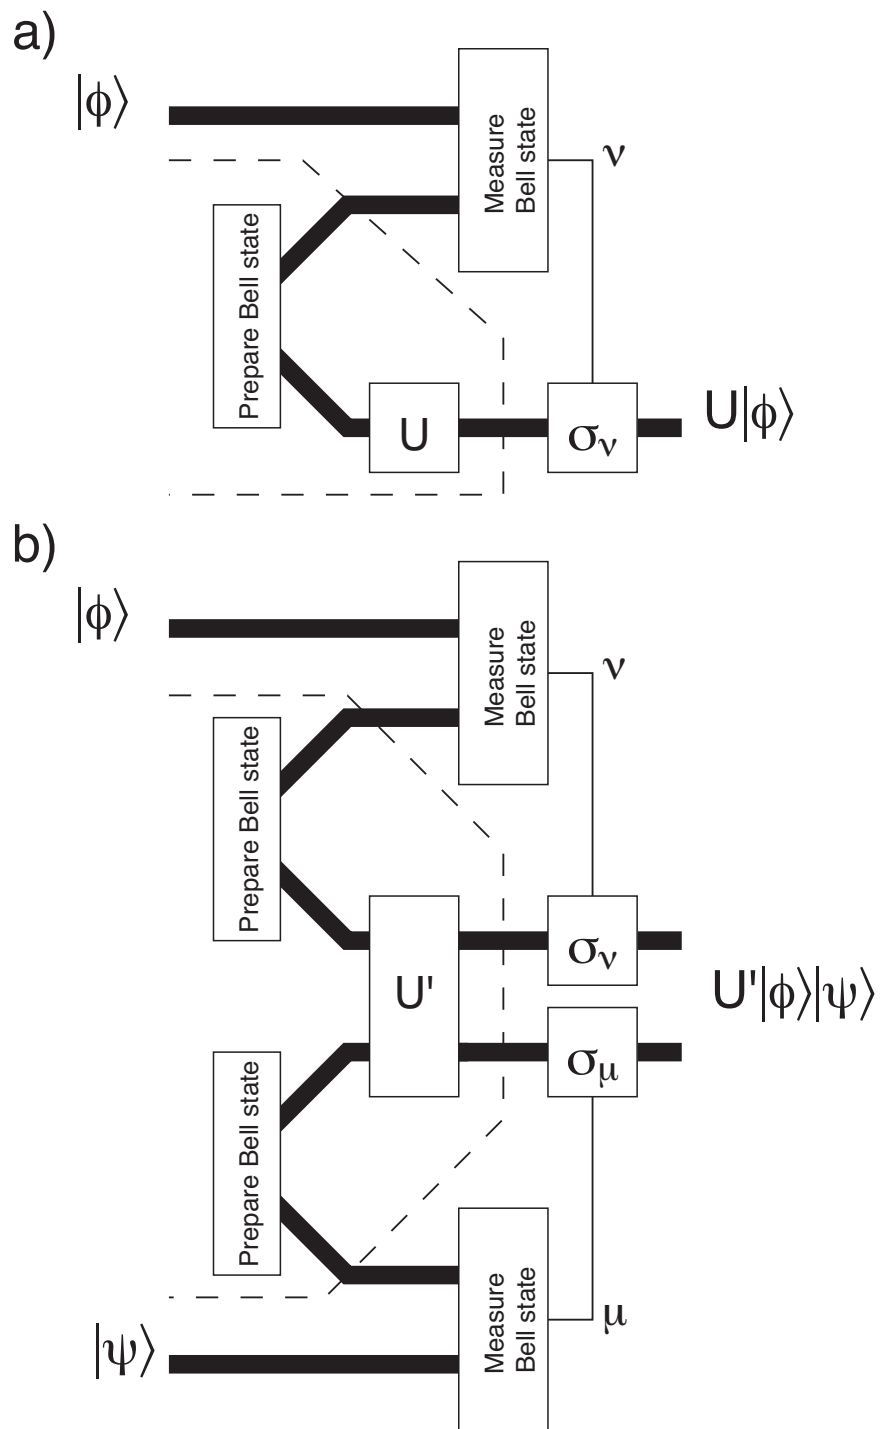 a)
|ϕ⟩
Measure
Bell state
ν
Prepare Bell state
U
σν
U|ϕ⟩
b)
|ϕ⟩
Measure
Bell state
ν
Prepare Bell state
U'
σν
U'|ϕ⟩|ψ⟩
σμ
Prepare Bell state
Measure
Bell state
μ
|ψ⟩